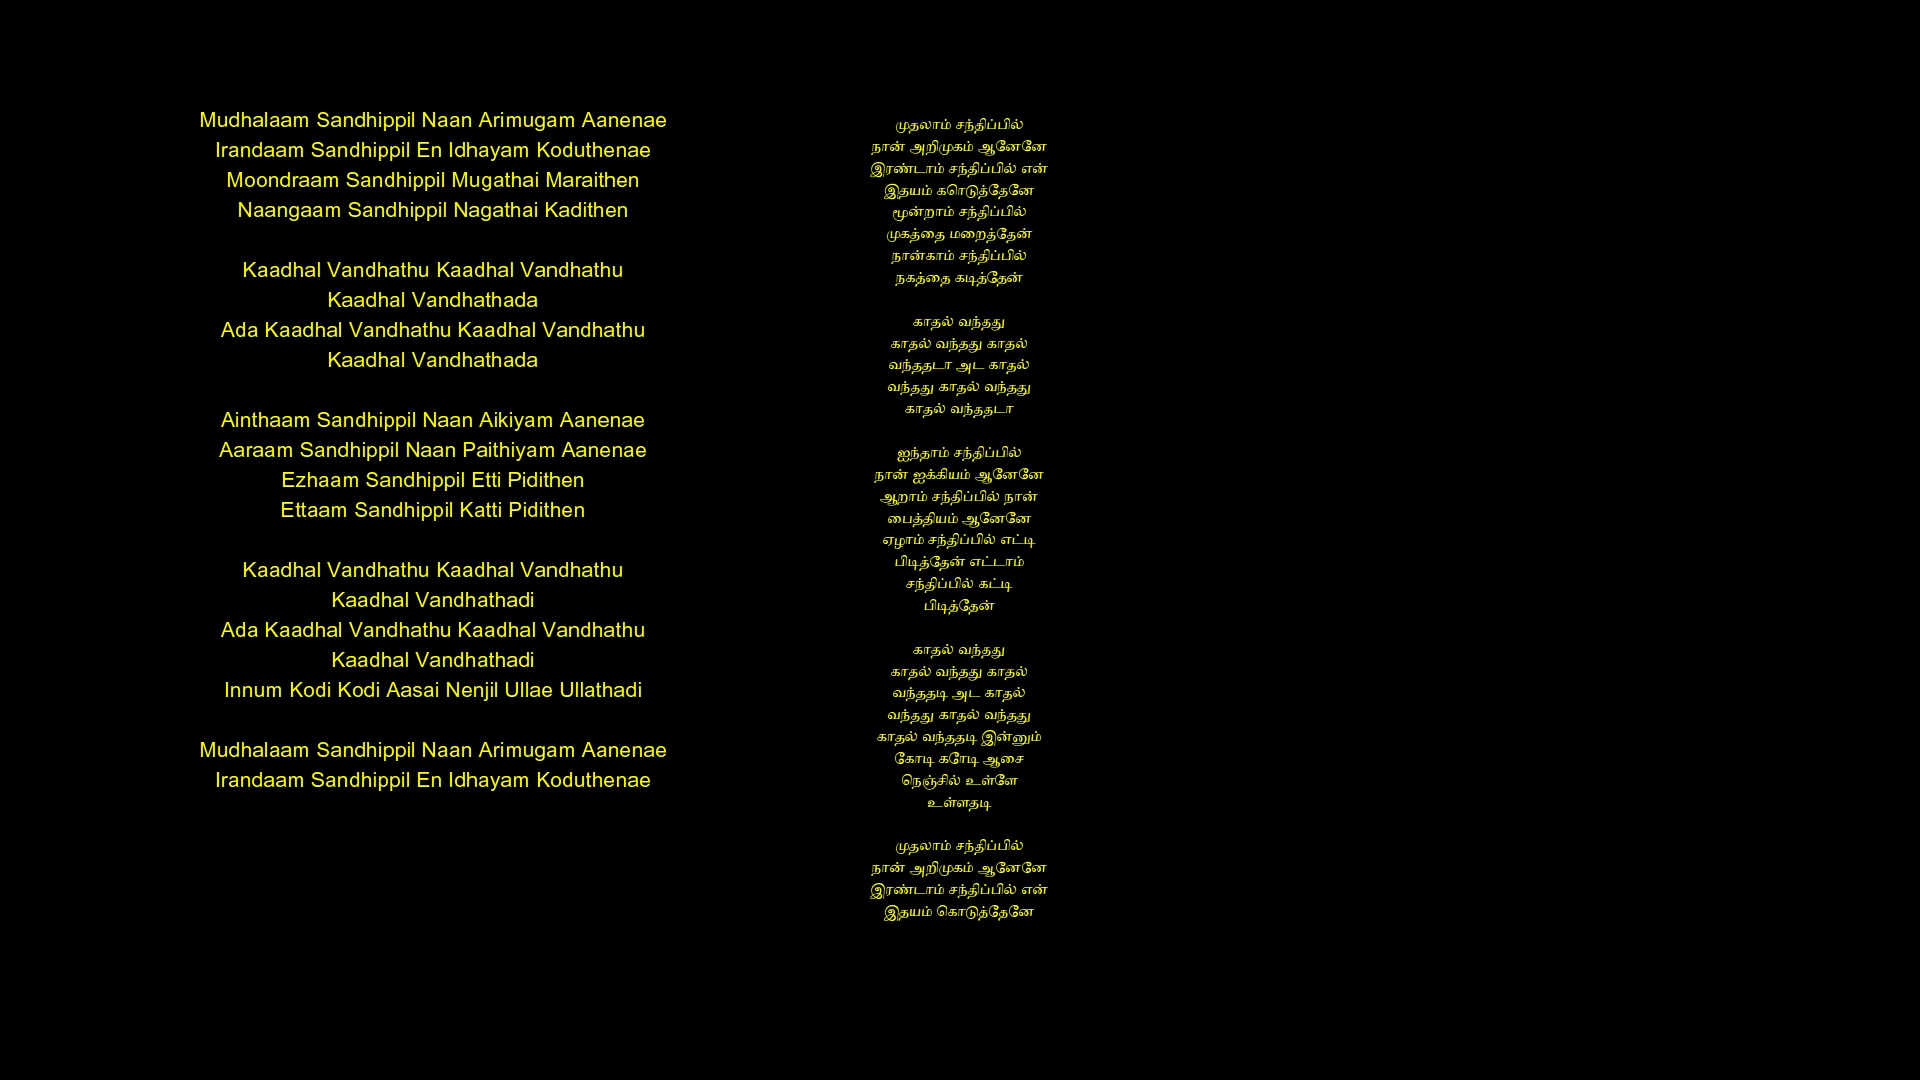 Mudhalaam Sandhippil Naan Arimugam Aanenae
Irandaam Sandhippil En Idhayam Koduthenae
Moondraam Sandhippil Mugathai Maraithen
Naangaam Sandhippil Nagathai Kadithen
Kaadhal Vandhathu Kaadhal Vandhathu
Kaadhal Vandhathada
Ada Kaadhal Vandhathu Kaadhal Vandhathu
Kaadhal Vandhathada
Ainthaam Sandhippil Naan Aikiyam Aanenae
Aaraam Sandhippil Naan Paithiyam Aanenae
Ezhaam Sandhippil Etti Pidithen
Ettaam Sandhippil Katti Pidithen
Kaadhal Vandhathu Kaadhal Vandhathu
Kaadhal Vandhathadi
Ada Kaadhal Vandhathu Kaadhal Vandhathu
Kaadhal Vandhathadi
Innum Kodi Kodi Aasai Nenjil Ullae Ullathadi
Mudhalaam Sandhippil Naan Arimugam Aanenae
Irandaam Sandhippil En Idhayam Koduthenae
முதலாம் சந்திப்பில்
நான் அறிமுகம் ஆனேனே
இரண்டாம் சந்திப்பில் என்
இதயம் கொடுத்தேனே
மூன்றாம் சந்திப்பில்
முகத்தை மறைத்தேன்
நான்காம் சந்திப்பில்
நகத்தை கடித்தேன்
காதல் வந்தது
காதல் வந்தது காதல்
வந்ததடா அட காதல்
வந்தது காதல் வந்தது
காதல் வந்ததடா
ஐந்தாம் சந்திப்பில்
நான் ஐக்கியம் ஆனேனே
ஆறாம் சந்திப்பில் நான்
பைத்தியம் ஆனேனே
ஏழாம் சந்திப்பில் எட்டி
பிடித்தேன் எட்டாம்
சந்திப்பில் கட்டி
பிடித்தேன்
காதல் வந்தது
காதல் வந்தது காதல்
வந்ததடி அட காதல்
வந்தது காதல் வந்தது
காதல் வந்ததடி இன்னும்
கோடி கோடி ஆசை
நெஞ்சில் உள்ளே
உள்ளதடி
முதலாம் சந்திப்பில்
நான் அறிமுகம் ஆனேனே
இரண்டாம் சந்திப்பில் என்
இதயம் கொடுத்தேனே